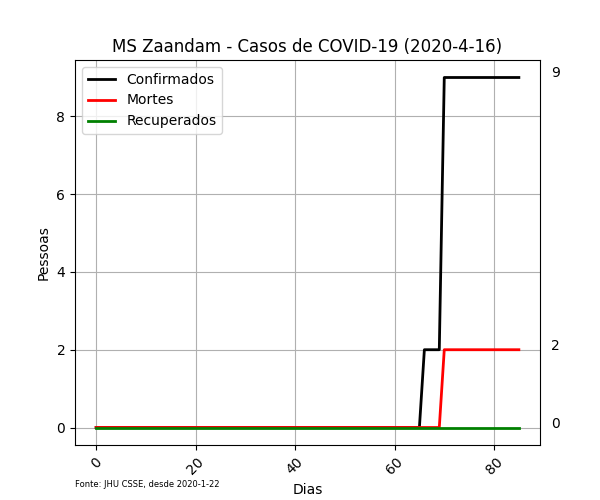 MS Zaandam - Casos de COVID-19 (2020-4-16)
Confirmados
Mortes
Recuperados
9
8
6
4
2
2
0
0
Pessoas
0
20
40
60
80
Dias
Fonte: JHU CSSE, desde 2020-1-22